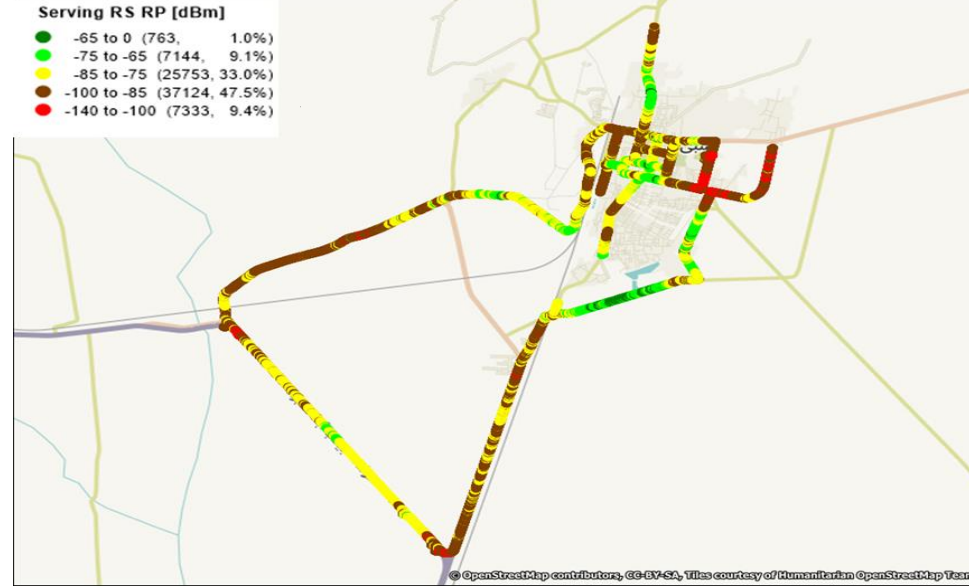 Serving RS RP [dBm]
-65 to 0 (763, 1.0%)
-75 to -65 (7144, 9.1%)
-85 to -75 (25753, 33.0%)
-100 to -85 (37124, 47.5%)
-140 to -100 (7333, 9.4%)
© OpenStreetMap contributors, CC-BY-SA, Tiles courtesy of Humanitarian OpenStreetMap Tear